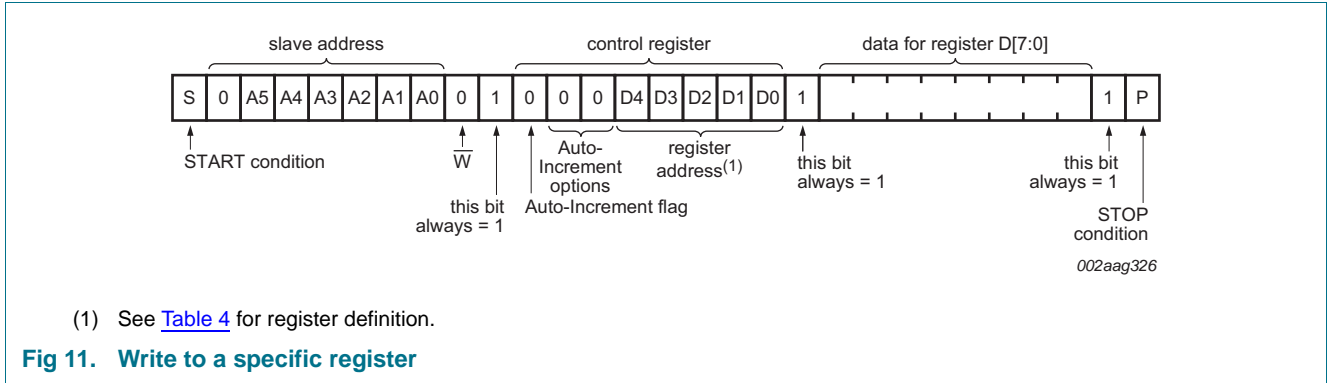 slave address control register data for register D[7:0]
S 0 A5 A4 A3 A2 A1 A0 0 1 0 0 0 D4 D3 D2 D1 D0 1 1 P
START condition
W
this bit
always = 1
Auto-
Increment
options
Auto-Increment flag
register
address(1)
this bit
always = 1
this bit
always = 1
STOP
condition
002aag326
(1) See Table 4 for register definition.
Fig 11. Write to a specific register